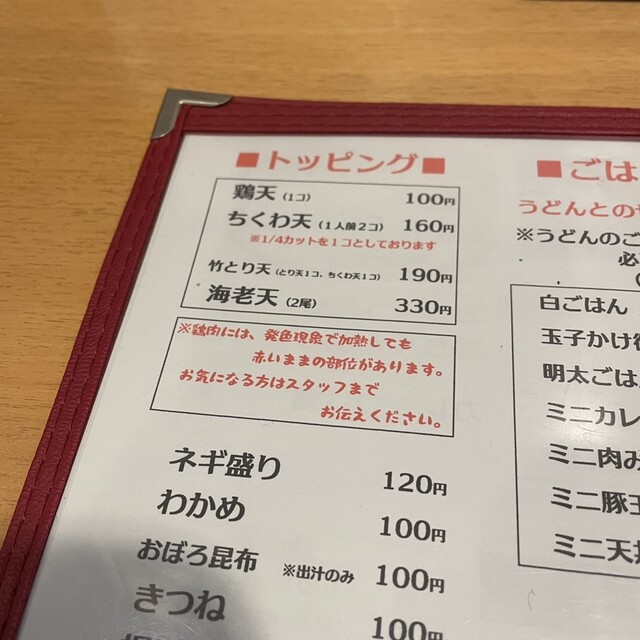 ■トッピング■
鶏天（1コ） 100円
ちくわ天（1人前2コ） 160円
※1/4カットを1コとしております
竹とり天（とり天1コ、ちくわ天1コ） 190円
海老天（2尾） 330円
※鶏肉には、発色現象で加熱しても
赤いままの部位があります。
お気になる方はスタッフまで
お伝えください。
ネギ盛り 120円
わかめ 100円
おぼろ昆布 ※出汁のみ 100円
きつね 100円
■ごは
うどんとの
※うどんのご
必
白ごはん
玉子かけ
明太ごは
ミニカレ
ミニ肉み
ミニ豚玉
ミニ天丼